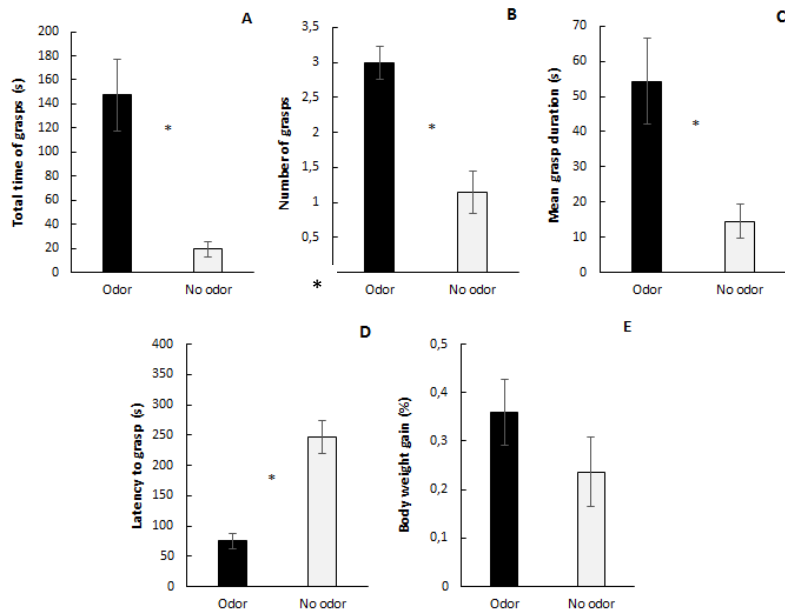 A
Total time of grasps (s)
200
180
160
140
120
100
80
60
40
20
0
*
Odor
No odor
B
Number of grasps
3,5
3
2,5
2
1,5
1
0,5
*
*
Odor
No odor
C
Mean grasp duration (s)
70
60
50
40
30
20
10
0
*
Odor
No odor
D
Latency to grasp (s)
400
350
300
250
200
150
100
50
0
*
Odor
No odor
E
Body weight gain (%)
0,5
0,4
0,3
0,2
0,1
0
Odor
No odor